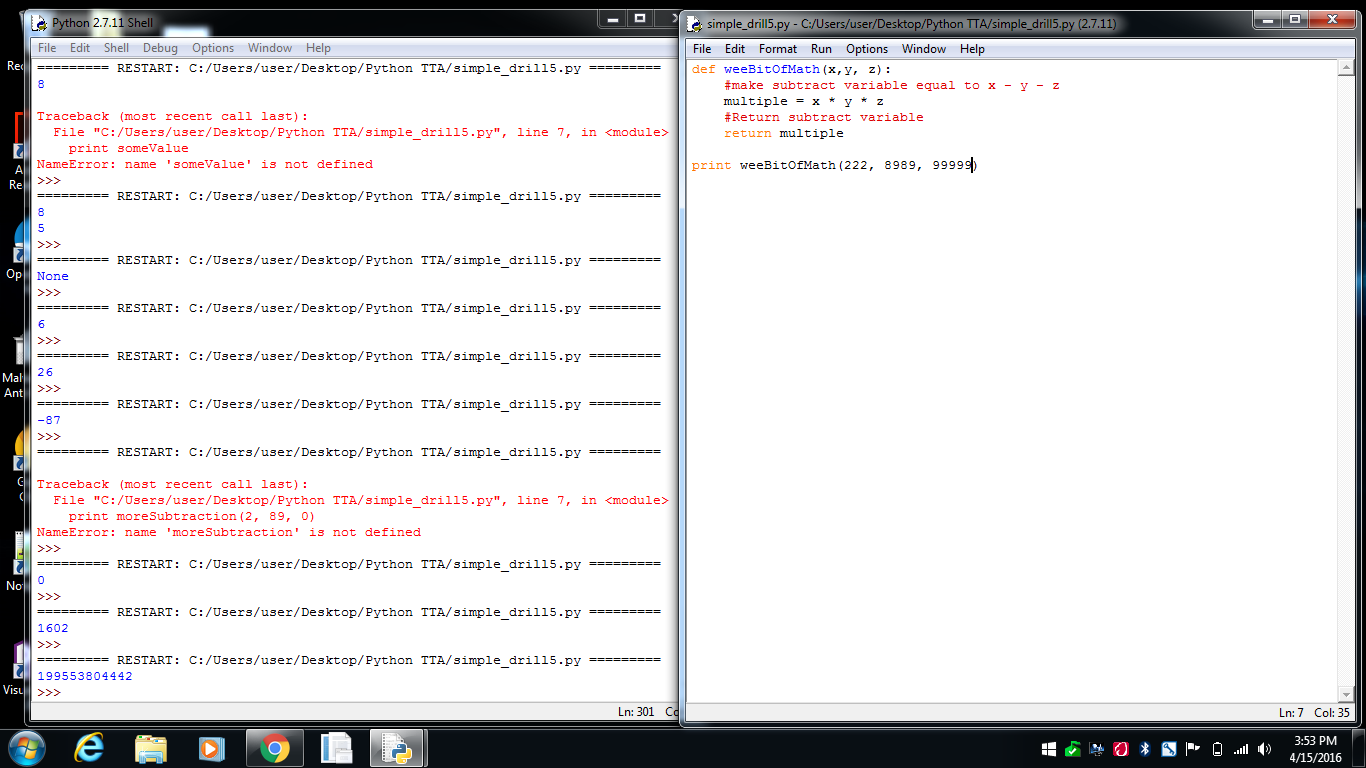 Python 2.7.11 Shell
File Edit Shell Debug Options Window Help
========= RESTART: C:/Users/user/Desktop/Python TTA/simple_drill5.py =========
8
Traceback (most recent call last):
  File "C:/Users/user/Desktop/Python TTA/simple_drill5.py", line 7, in <module>
    print someValue
NameError: name 'someValue' is not defined
>>>
========= RESTART: C:/Users/user/Desktop/Python TTA/simple_drill5.py =========
8
5
>>>
========= RESTART: C:/Users/user/Desktop/Python TTA/simple_drill5.py =========
None
>>>
========= RESTART: C:/Users/user/Desktop/Python TTA/simple_drill5.py =========
6
>>>
========= RESTART: C:/Users/user/Desktop/Python TTA/simple_drill5.py =========
26
>>>
========= RESTART: C:/Users/user/Desktop/Python TTA/simple_drill5.py =========
-87
>>>
========= RESTART: C:/Users/user/Desktop/Python TTA/simple_drill5.py =========
Traceback (most recent call last):
  File "C:/Users/user/Desktop/Python TTA/simple_drill5.py", line 7, in <module>
    print moreSubtraction(2, 89, 0)
NameError: name 'moreSubtraction' is not defined
>>>
========= RESTART: C:/Users/user/Desktop/Python TTA/simple_drill5.py =========
0
>>>
========= RESTART: C:/Users/user/Desktop/Python TTA/simple_drill5.py =========
1602
>>>
========= RESTART: C:/Users/user/Desktop/Python TTA/simple_drill5.py =========
199553804442
>>>
Ln: 301 Co
simple_drill5.py - C:/Users/user/Desktop/Python TTA/simple_drill5.py (2.7.11)
File Edit Format Run Options Window Help
def weeBitOfMath(x,y, z):
    #make subtract variable equal to x - y - z
    multiple = x * y * z
    #Return subtract variable
    return multiple
print weeBitOfMath(222, 8989, 99999)
Ln: 7 Col: 35
Rec
A
Re
Op
Mal
Ant
G
C
No
Visu
3:53 PM
4/15/2016